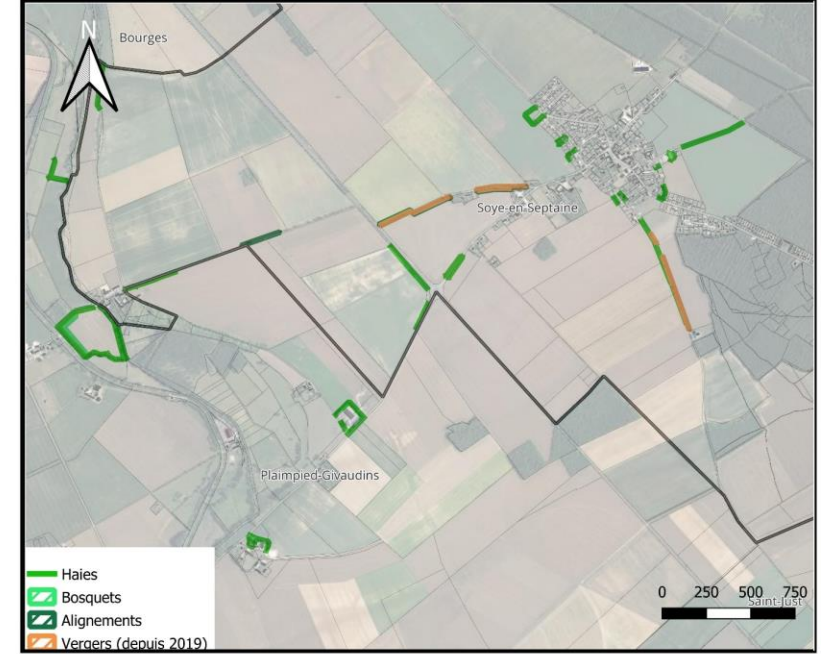 N
Bourges
Soye-en Septaine
Plaimpied-Givaudins
Haies
Bosquets
Alignements
Vergers (depuis 2019)
0 250 500 750
Saint-Just